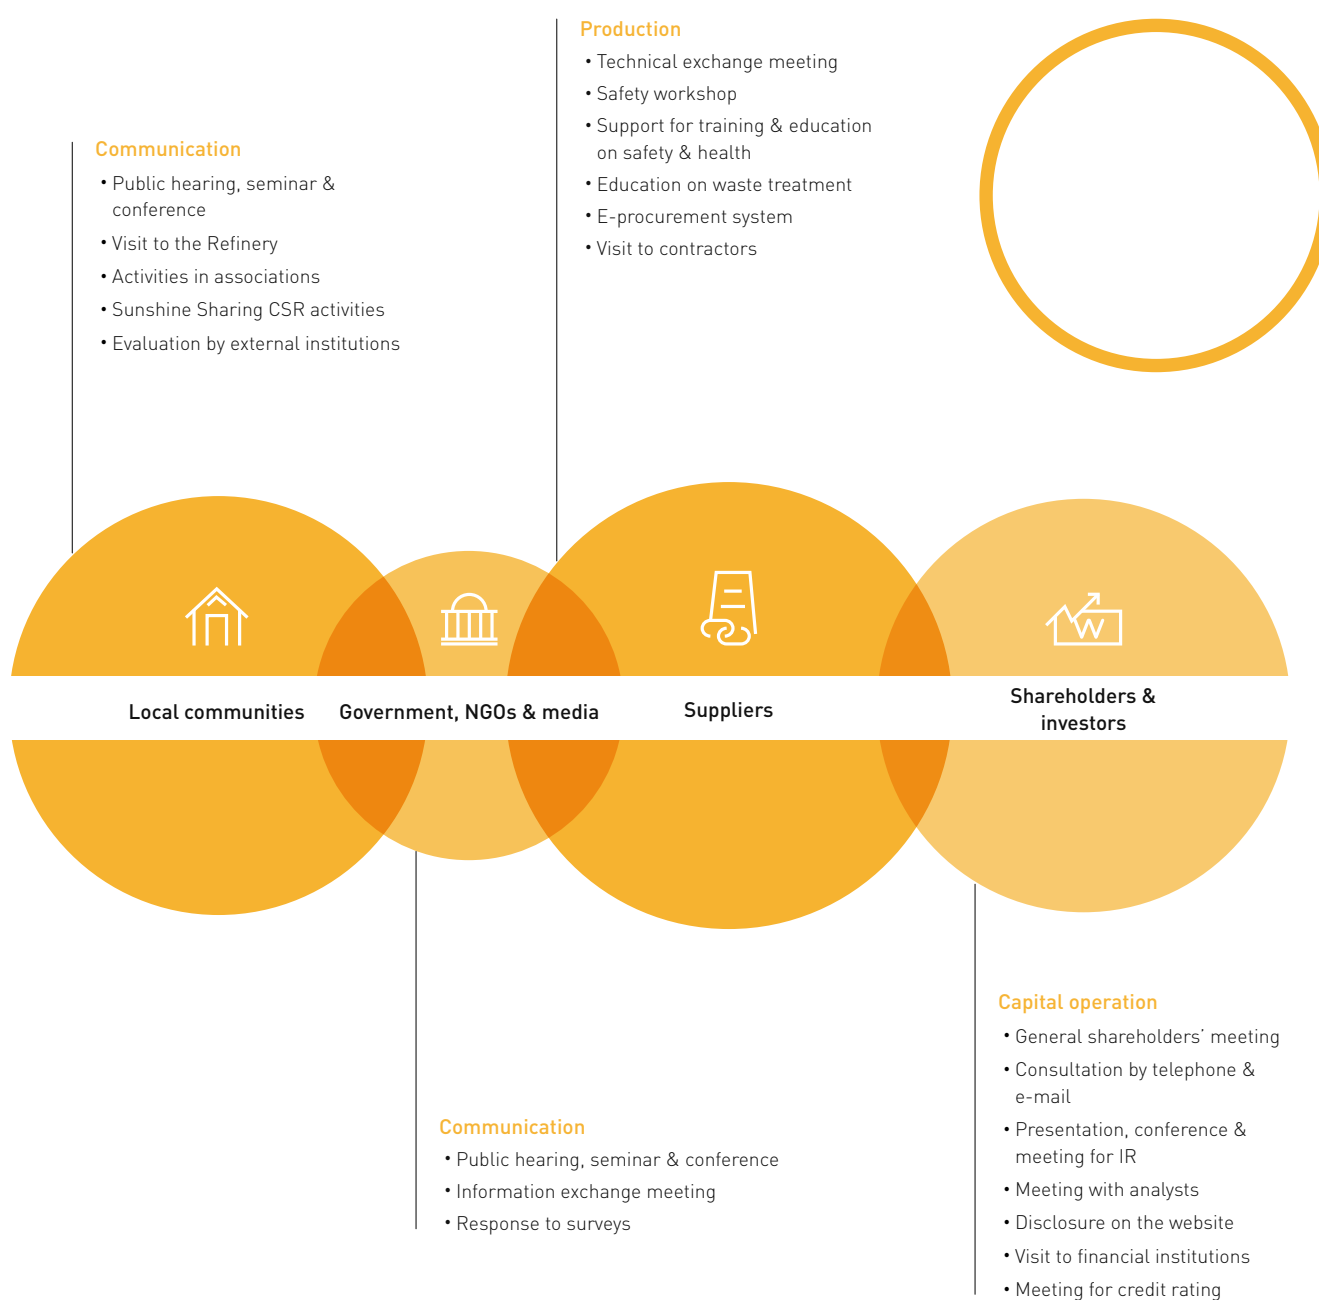 Production
• Technical exchange meeting
• Safety workshop
• Support for training & education
on safety & health
• Education on waste treatment
• E-procurement system
• Visit to contractors
Communication
• Public hearing, seminar &
conference
• Visit to the Refinery
• Activities in associations
• Sunshine Sharing CSR activities
• Evaluation by external institutions
Local communities
Government, NGOs & media
Suppliers
Shareholders &
investors
Communication
• Public hearing, seminar & conference
• Information exchange meeting
• Response to surveys
Capital operation
• General shareholders’ meeting
• Consultation by telephone &
e-mail
• Presentation, conference &
meeting for IR
• Meeting with analysts
• Disclosure on the website
• Visit to financial institutions
• Meeting for credit rating